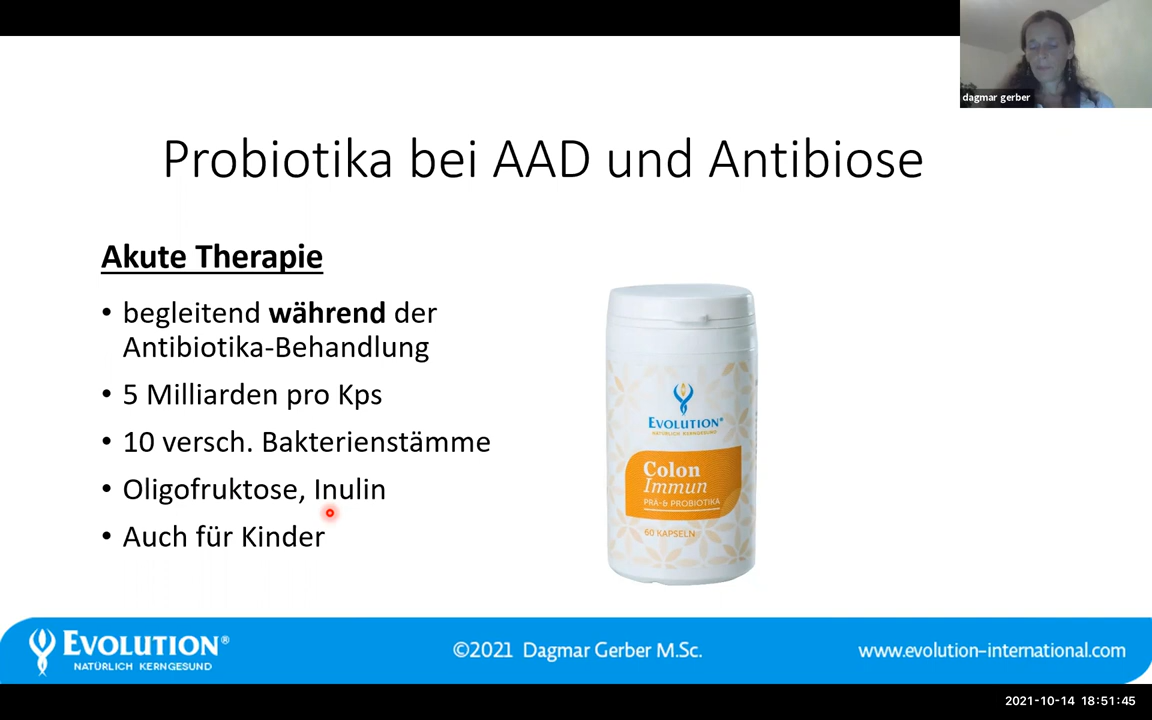 dagmar gerber
Probiotika bei AAD und Antibiose
Akute Therapie
• begleitend während der
Antibiotika-Behandlung
• 5 Milliarden pro Kps
• 10 versch. Bakterienstämme
• Oligofruktose, Inulin
• Auch für Kinder
EVOLUTION®
NATÜRLICH KERNGESUND
Colon
Immun
PRÄ- & PROBIOTIKA
60 KAPSELN
EVOLUTION®
NATÜRLICH KERNGESUND
©2021 Dagmar Gerber M.Sc.
www.evolution-international.com
2021-10-14 18:51:45